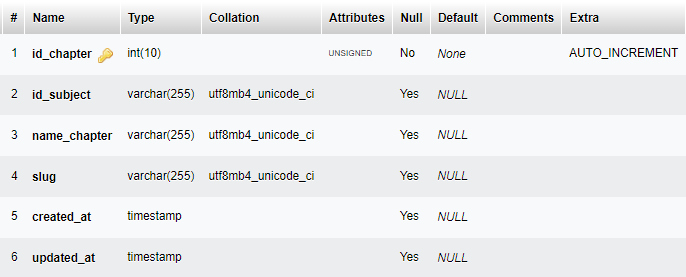 # Name Type Collation Attributes Null Default Comments Extra
1 id_chapter int(10) UNSIGNED No None AUTO_INCREMENT
2 id_subject varchar(255) utf8mb4_unicode_ci Yes NULL
3 name_chapter varchar(255) utf8mb4_unicode_ci Yes NULL
4 slug varchar(255) utf8mb4_unicode_ci Yes NULL
5 created_at timestamp Yes NULL
6 updated_at timestamp Yes NULL